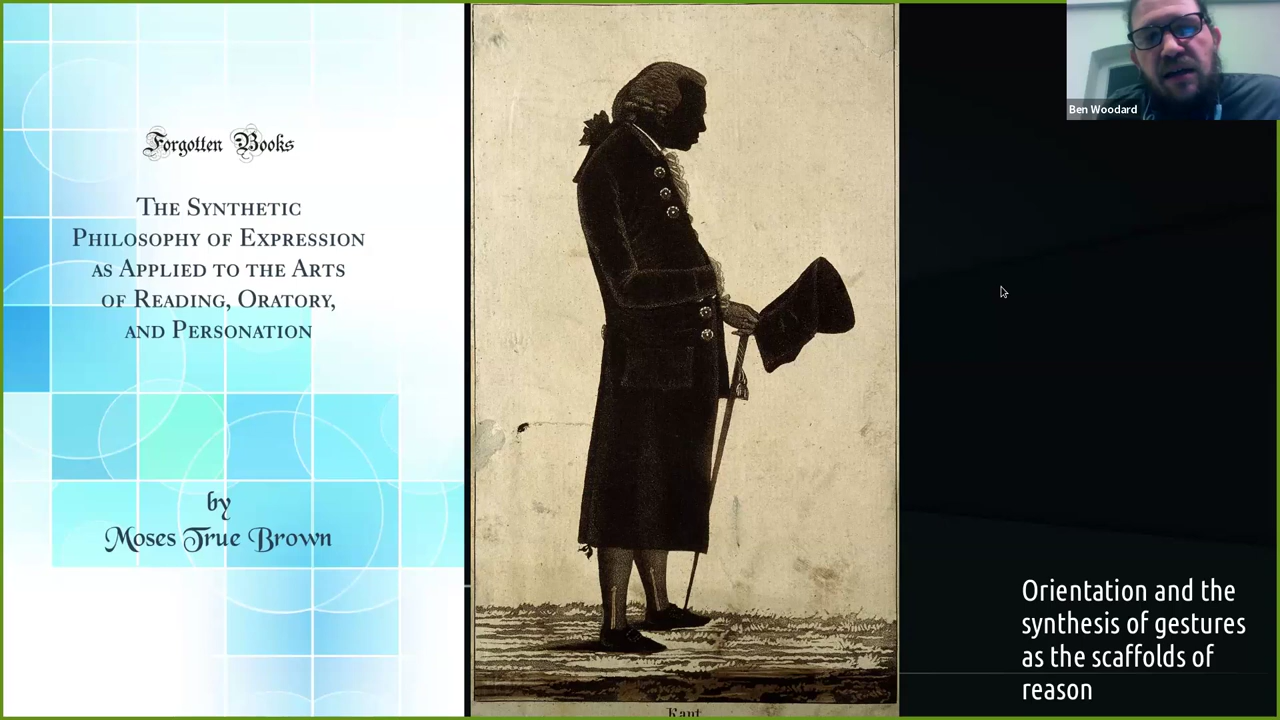 Forgotten Books
The Synthetic
Philosophy of Expression
as Applied to the Arts
of Reading, Oratory,
and Personation
by
Moses True Brown
Kant
Ben Woodard
Orientation and the
synthesis of gestures
as the scaffolds of
reason